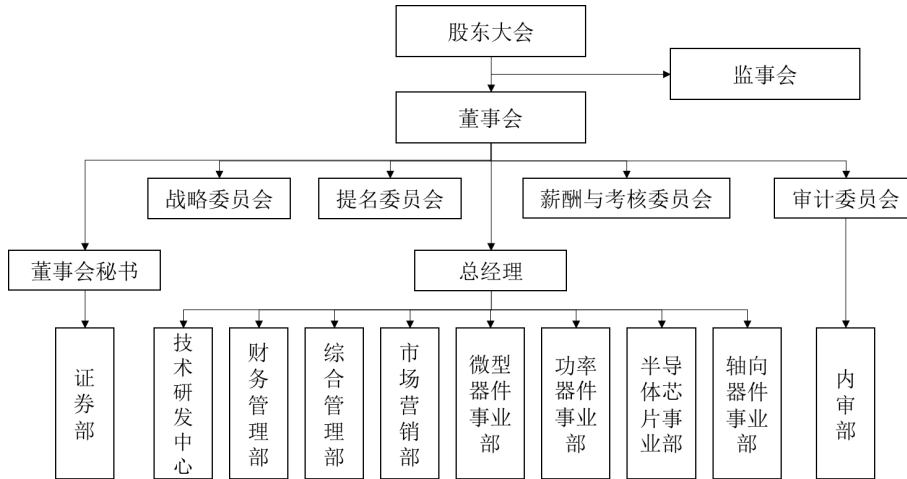 股东大会
监事会
董事会
战略委员会
提名委员会
薪酬与考核委员会
审计委员会
董事会秘书
总经理
证券部
技术研发中心
财务管理部
综合管理部
市场营销部
微型
器件
事业
部
功率
器件
事业
部
半导
体芯
片事
业部
轴向
器件
事业
部
内审部